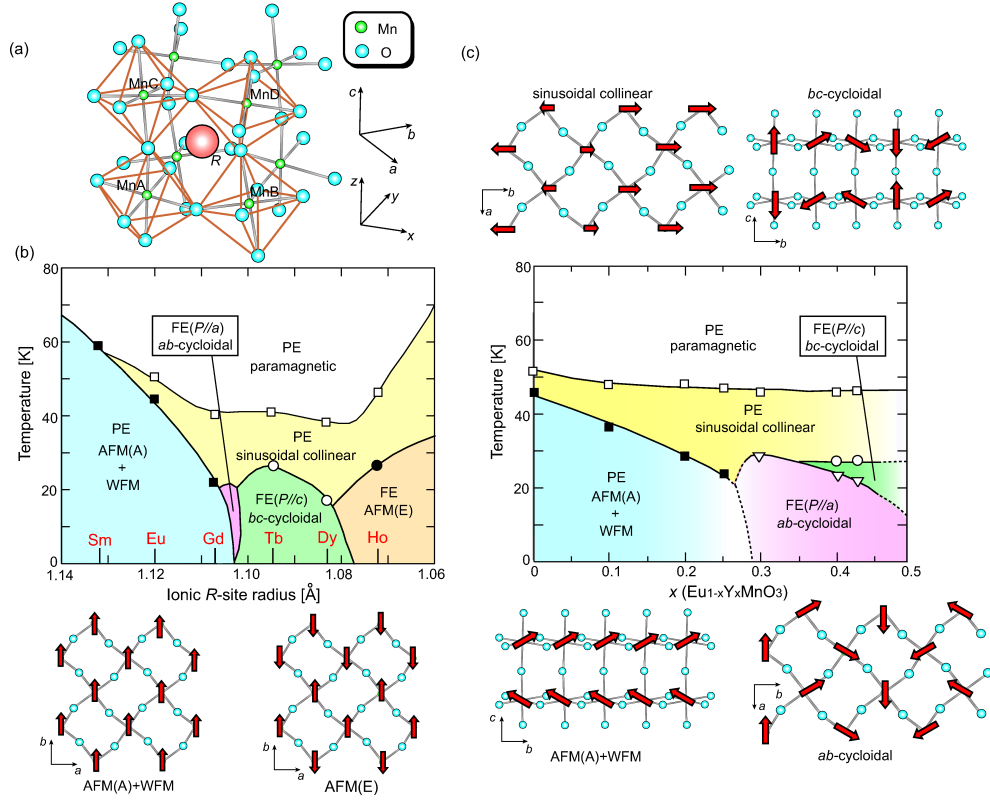 (a)
Mn
O
MnC
MnD
R
MnA
MnB
c
b
a
z
y
x
(b)
80
60
40
20
0
Temperature [K]
FE(P//a)
ab-cycloidal
PE
paramagnetic
PE
AFM(A)
+
WFM
PE
sinusoidal collinear
FE(P//c)
bc-cycloidal
FE
AFM(E)
Sm
Eu
Gd
Tb
Dy
Ho
1.14
1.12
1.10
1.08
1.06
Ionic R-site radius [Å]
b
a
AFM(A)+WFM
b
a
AFM(E)
(c)
sinusoidal collinear
b
a
bc-cycloidal
c
b
80
60
40
20
0
Temperature [K]
PE
paramagnetic
FE(P//c)
bc-cycloidal
PE
sinusoidal collinear
PE
AFM(A)
+
WFM
FE(P//a)
ab-cycloidal
0
0.1
0.2
0.3
0.4
0.5
x (Eu1-xYxMnO3)
c
b
AFM(A)+WFM
b
a
ab-cycloidal